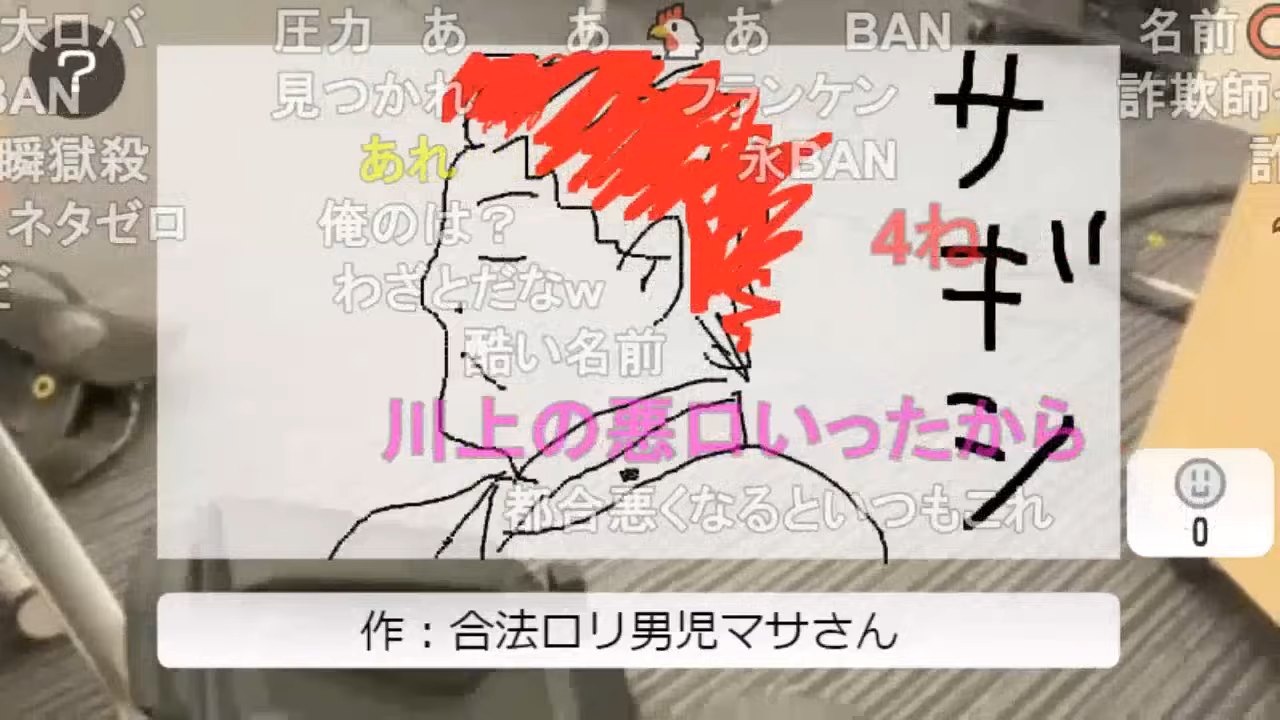 大ロバ 圧力 あ あ あ BAN 名前
BAN 見つかれ フランケン 詐欺師
瞬獄殺 あれ 永BAN 詐
ネタゼロ 俺のは？ 4ね
だ わざとだなw
酷い名前
川上の悪口いったから
都合悪くなるといつもこれ
サギヨシ
?
0
作：合法ロリ男児マサさん